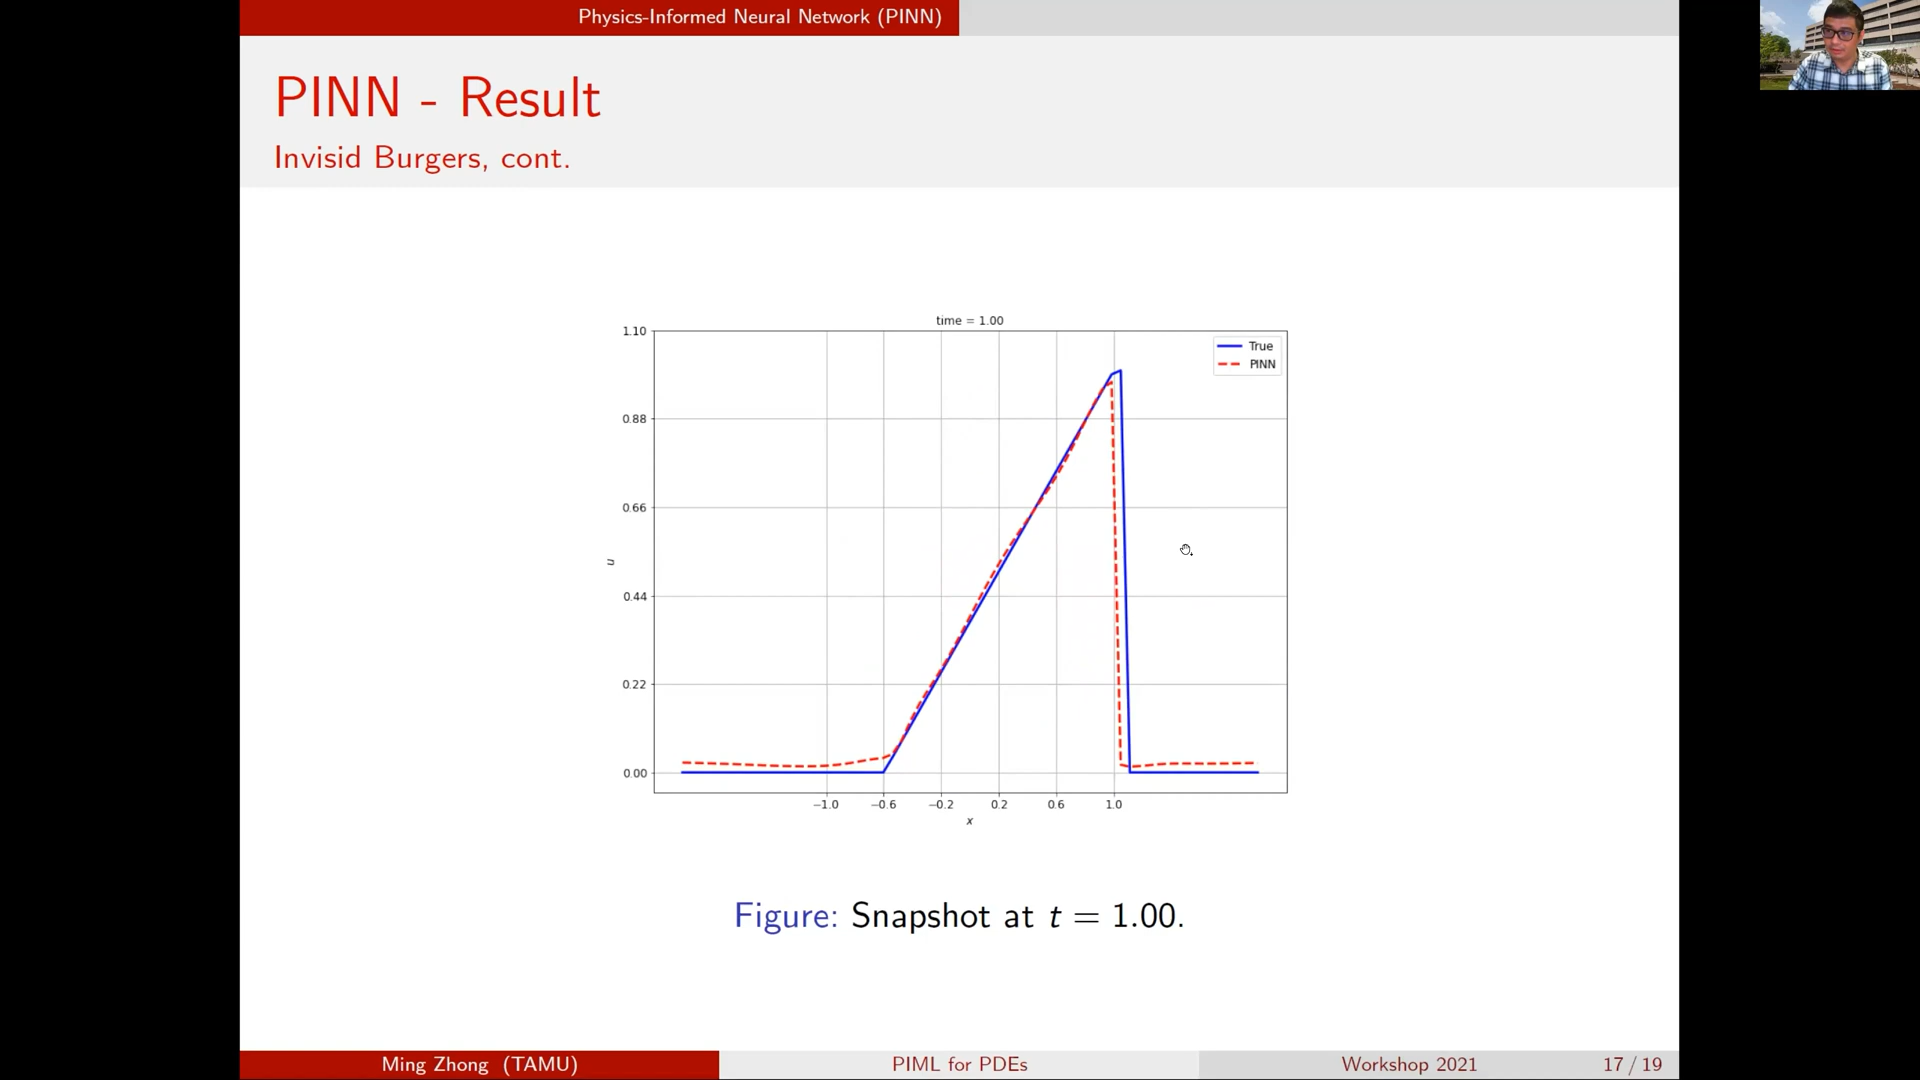 Physics-Informed Neural Network (PINN)
PINN - Result
Invisid Burgers, cont.
time = 1.00
1.10
0.88
0.66
0.44
0.22
0.00
u
True
PINN
−1.0 −0.6 −0.2 0.2 0.6 1.0
x
Figure: Snapshot at t = 1.00.
Ming Zhong (TAMU) PIML for PDEs Workshop 2021 17 / 19